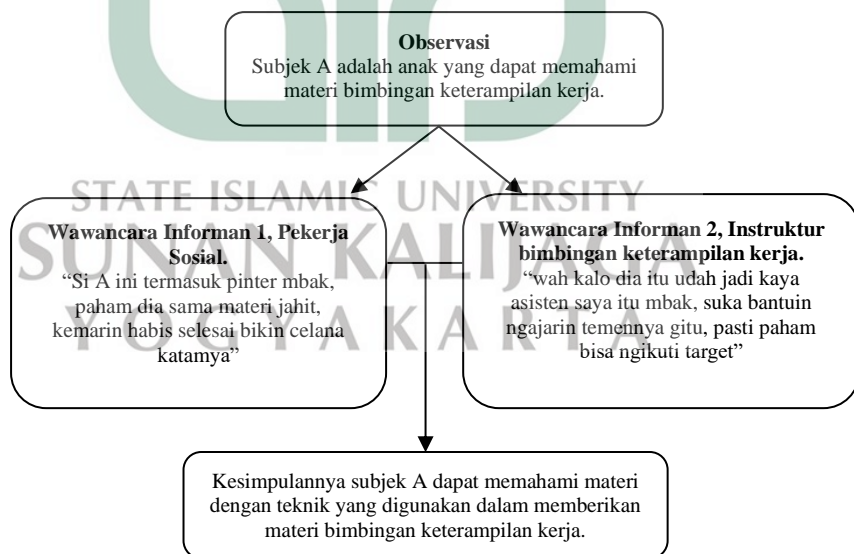 Observasi
Subjek A adalah anak yang dapat memahami
materi bimbingan keterampilan kerja.
STATE ISLAMIC UNIVERSITY
SUNAN KALIJAGA
YOGYAKARTA
Wawancara Informan 1, Pekerja
Sosial.
“Si A ini termasuk pinter mbak,
paham dia sama materi jahit,
kemarin habis selesai bikin celana
katamya”
Wawancara Informan 2, Instruktur
bimbingan keterampilan kerja.
“wah kalo dia itu udah jadi kaya
asisten saya itu mbak, suka bantuin
ngajarin temennya gitu, pasti paham
bisa ngikuti target”
Kesimpulannya subjek A dapat memahami materi
dengan teknik yang digunakan dalam memberikan
materi bimbingan keterampilan kerja.